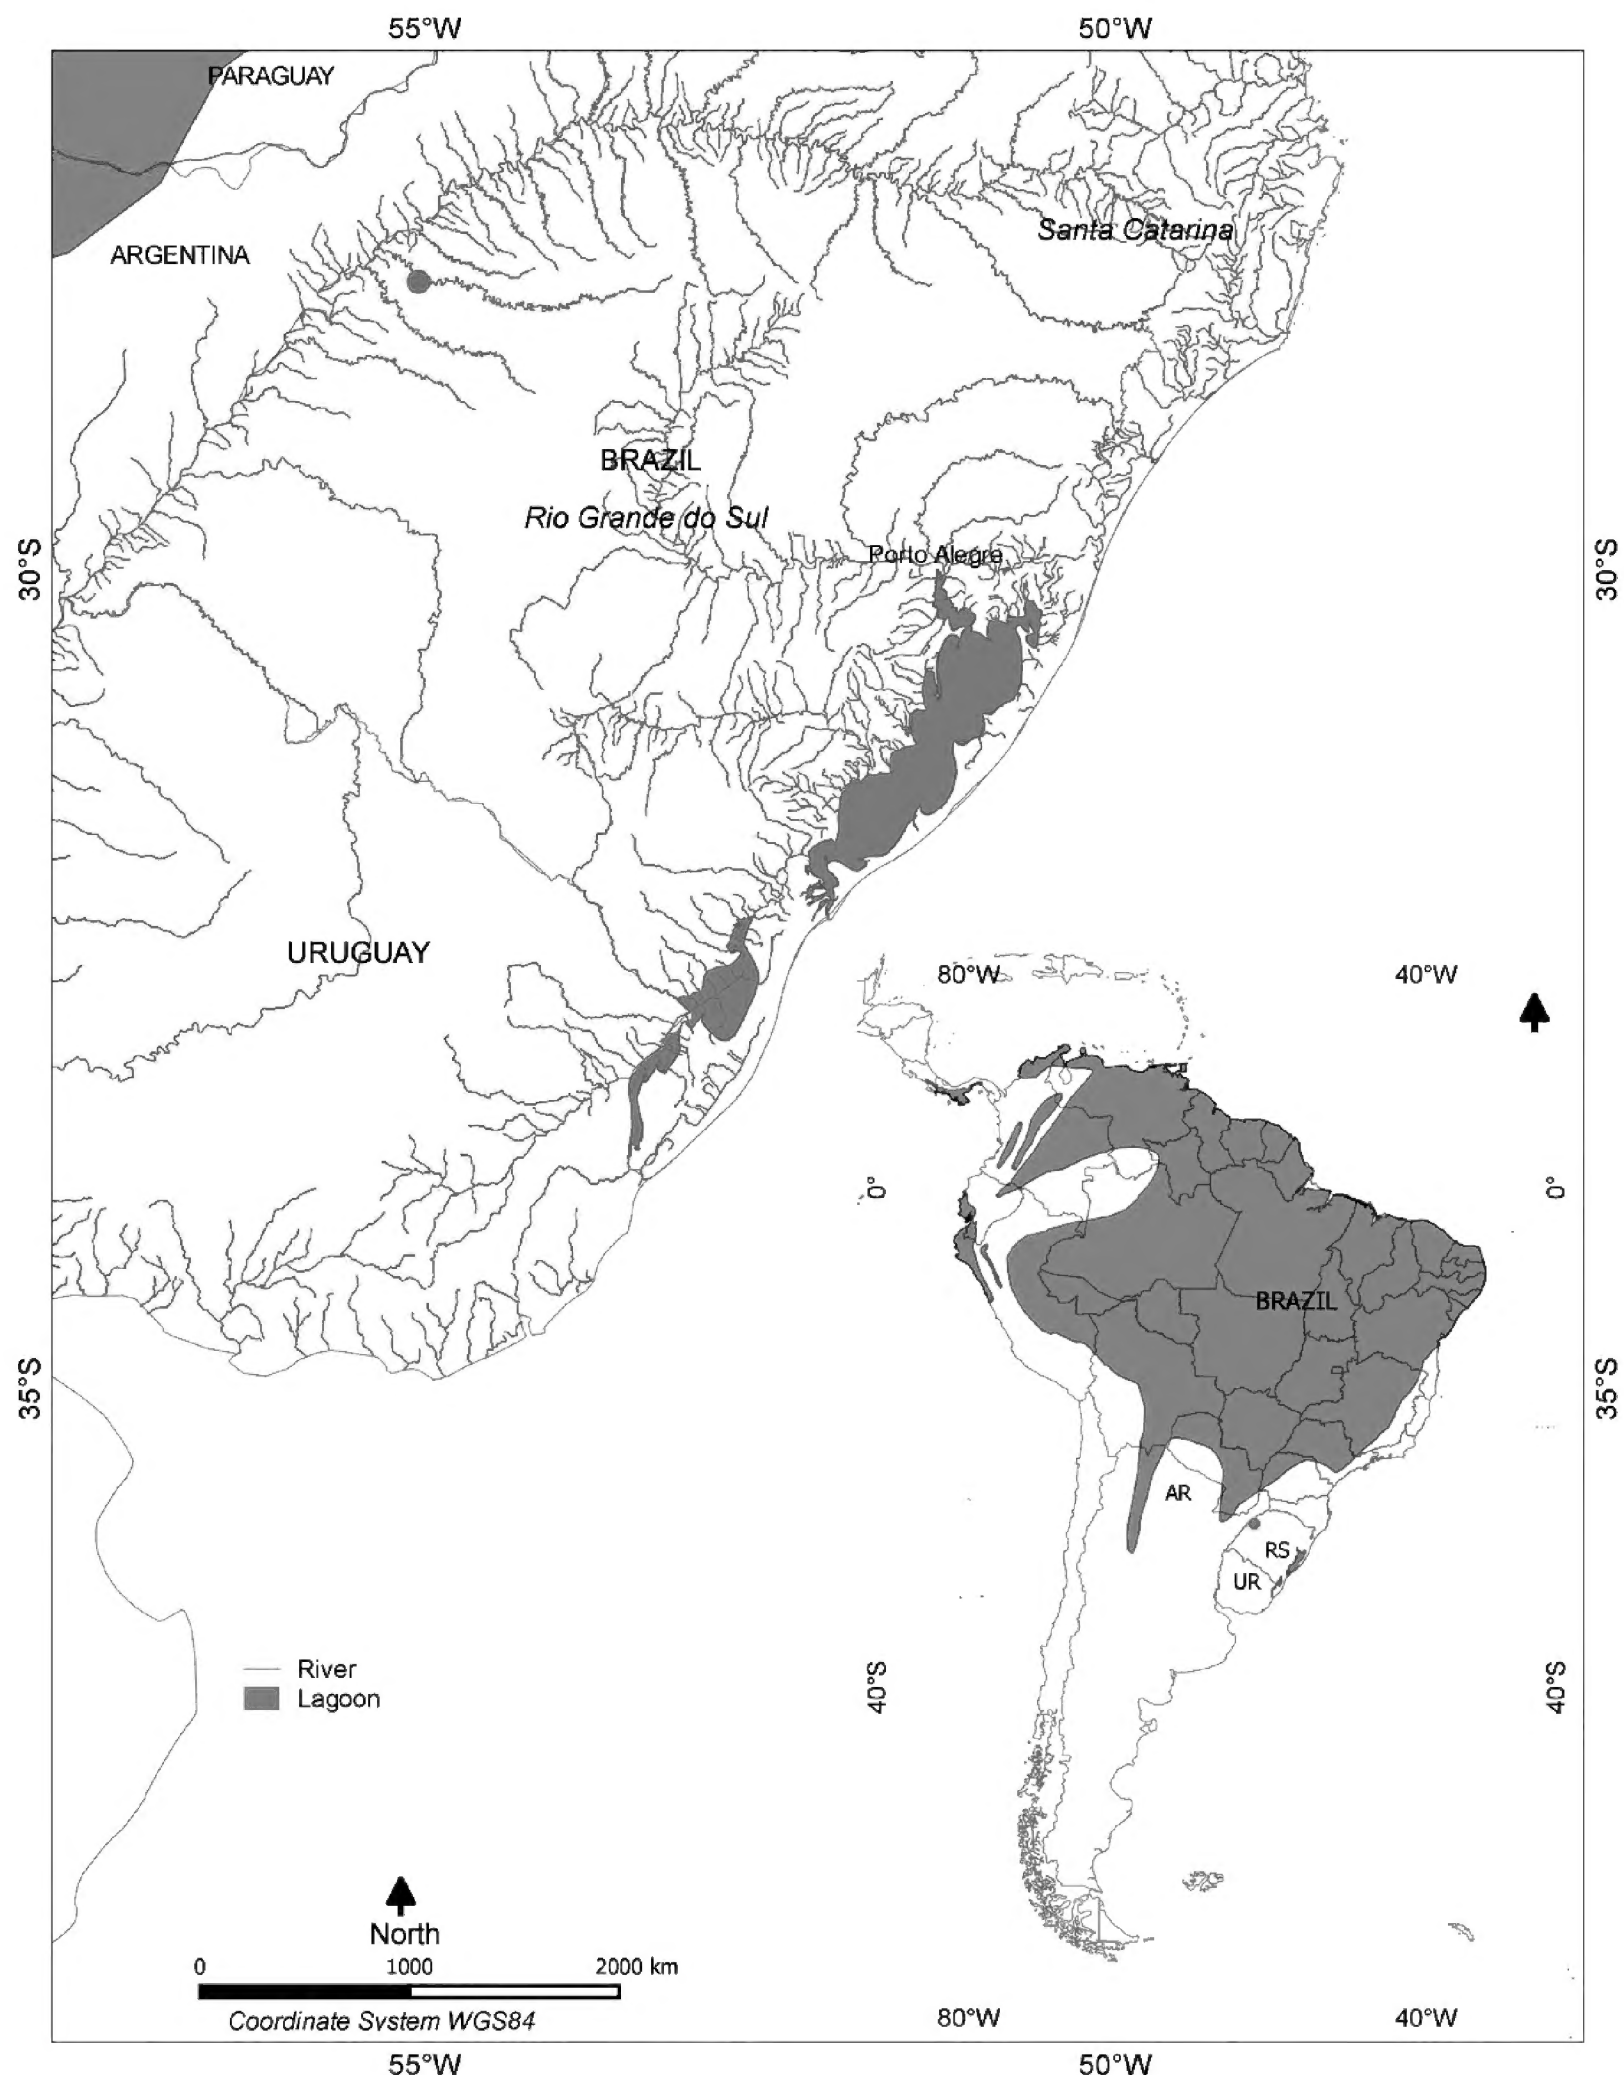 55°W 50°W
PARAGUAY
Santa Catarina
ARGENTINA
BRAZIL
Rio Grande do Sul
30°S 30°S
Porto Alegre
URUGUAY
80°W 40°W
0° 0°
BRAZIL
35°S 35°S
AR
RS
UR
River
40°S 40°S
Lagoon
North
0 1000 2000 km
80°W 40°W
Coordinate System WGS84
55°W 50°W